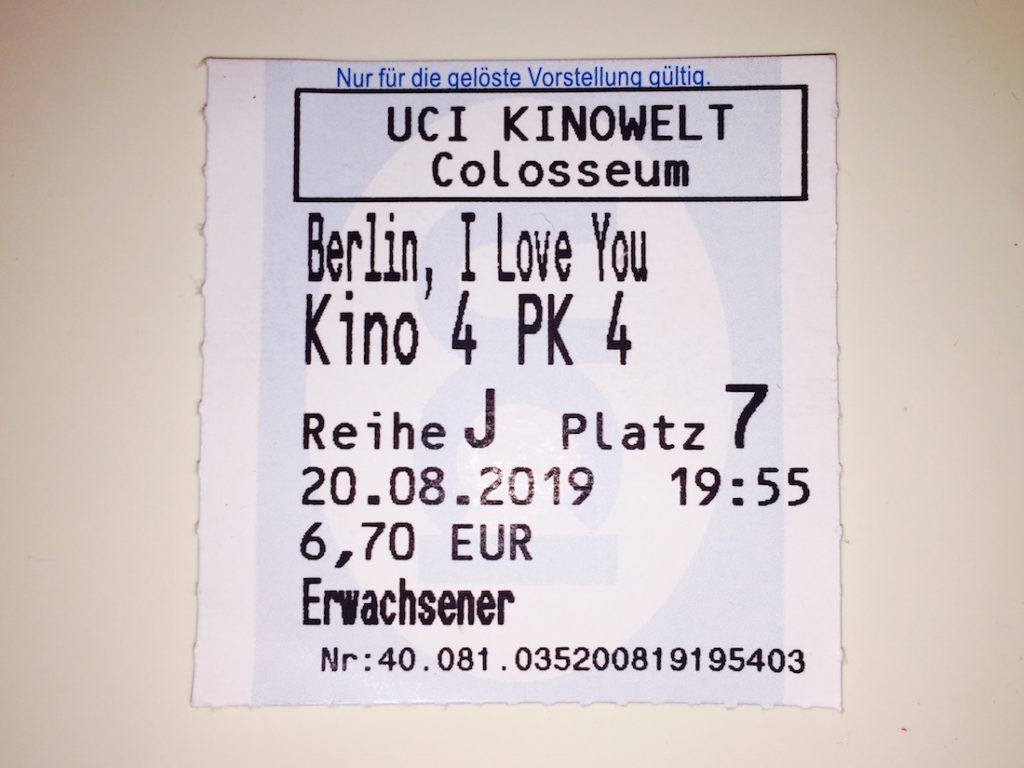 Nur für die gelöste Vorstellung gültig.
UCI KINOWELT
Colosseum
Berlin, I Love You
Kino 4 PK 4
Reihe J Platz 7
20.08.2019 19:55
6,70 EUR
Erwachsener
Nr:40.081.035200819195403